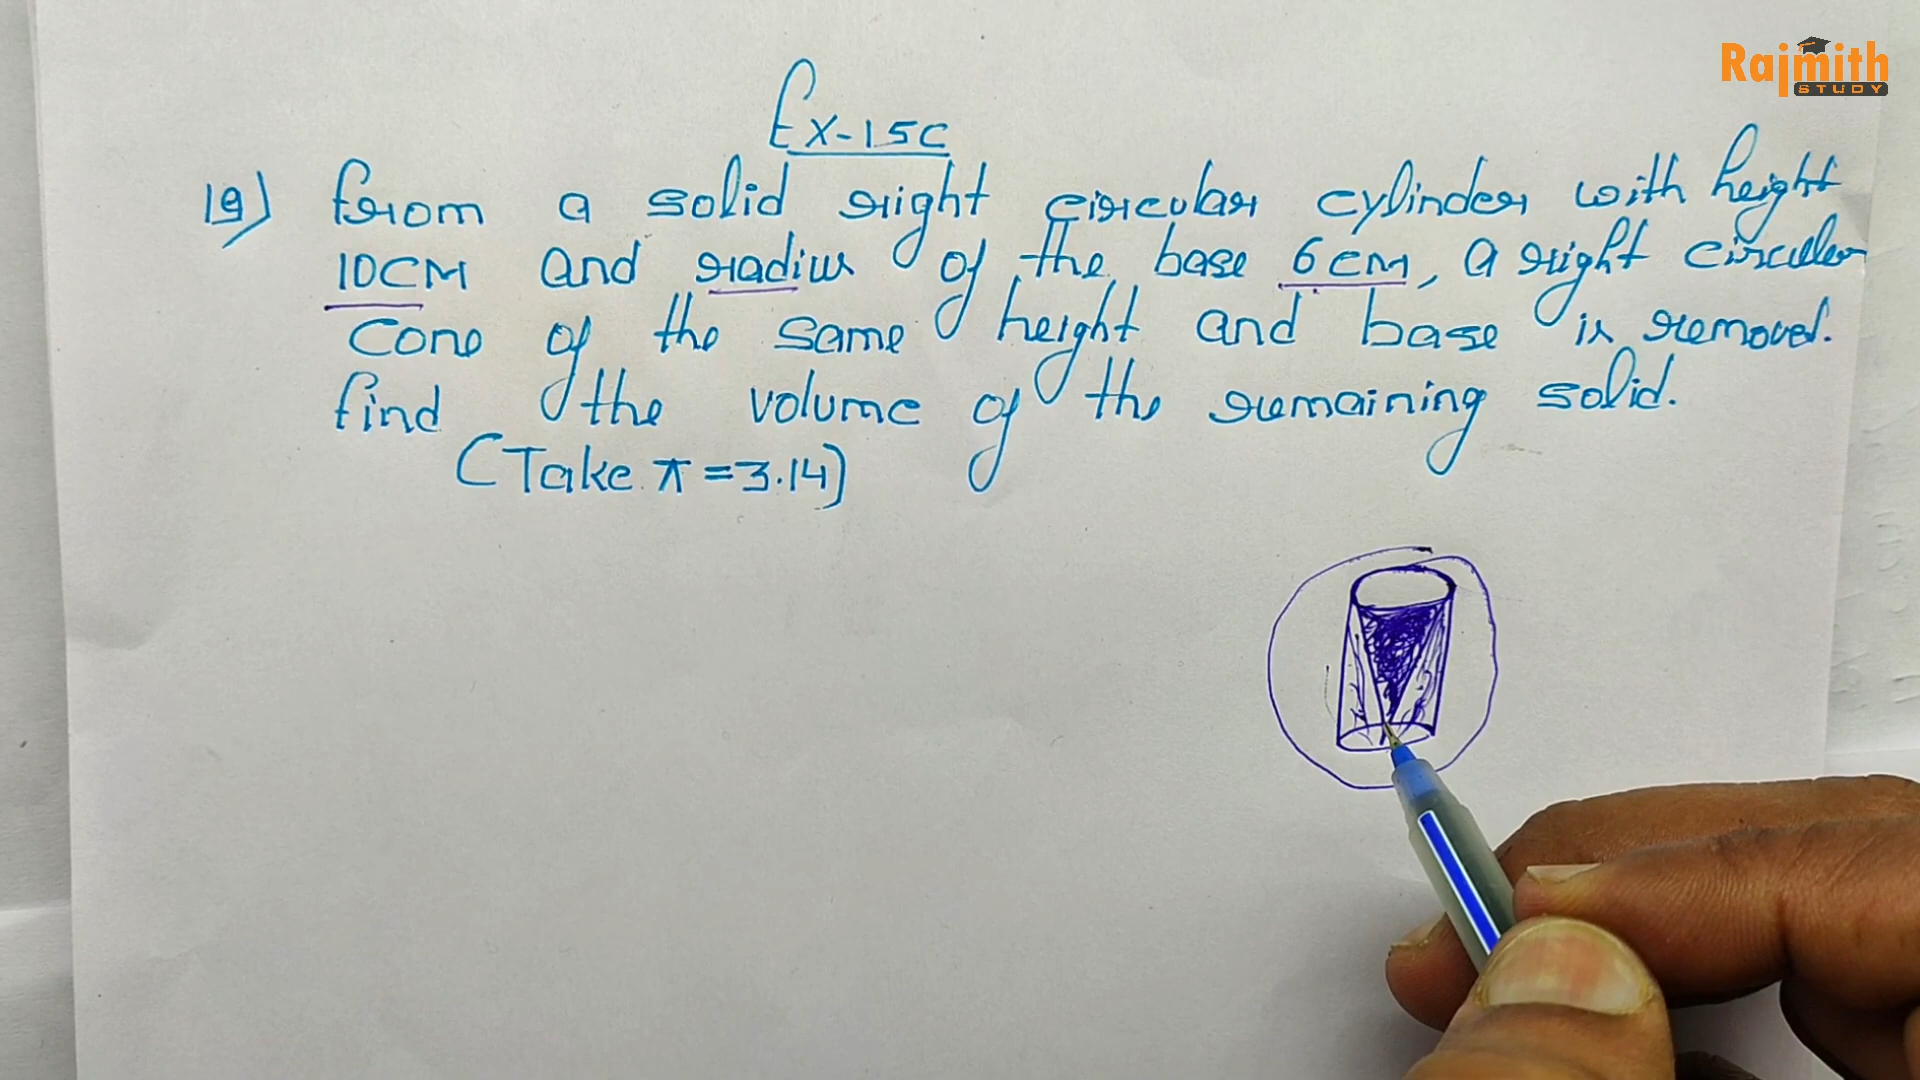 Rajmith
STUDY
Ex-15C
19) From a solid right circular cylinder with height
10CM and radius of the base 6cm, a right circular
cone of the same height and base is removed.
find the volume of the remaining solid.
(Take π = 3.14)